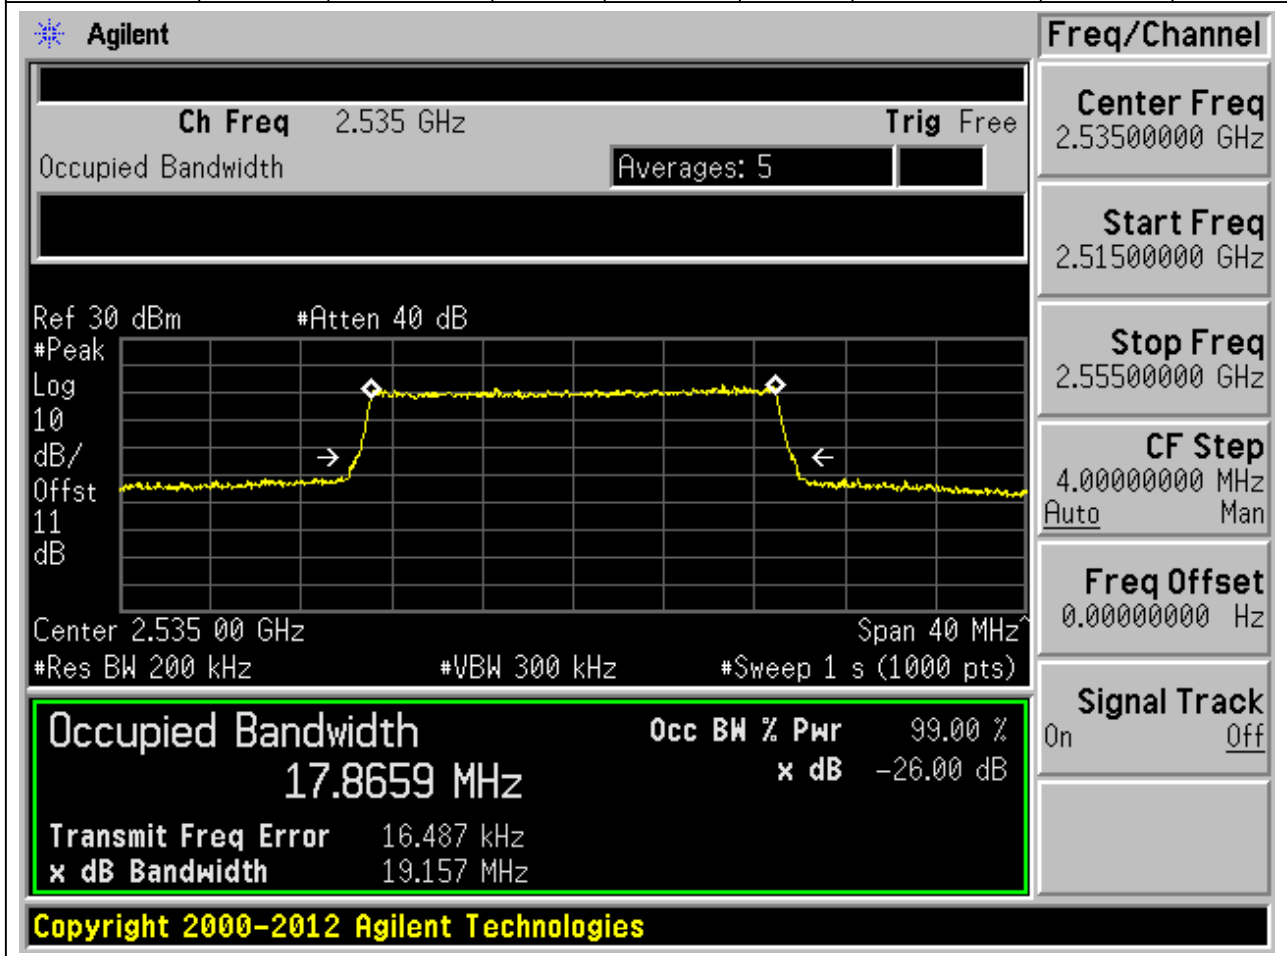 Agilent
Freq/Channel
Ch Freq 2.535 GHz Trig Free
Occupied Bandwidth Averages: 5
Center Freq
2.53500000 GHz
Start Freq
2.51500000 GHz
Stop Freq
2.55500000 GHz
CF Step
4.00000000 MHz
Auto Man
Freq Offset
0.00000000 Hz
Signal Track
On Off
Ref 30 dBm #Atten 40 dB
#Peak
Log
10
dB/
Offst
11
dB
Center 2.535 00 GHz Span 40 MHz^
#Res BW 200 kHz #VBW 300 kHz #Sweep 1 s (1000 pts)
Occupied Bandwidth Occ BW % Pwr 99.00 %
17.8659 MHz x dB -26.00 dB
Transmit Freq Error 16.487 kHz
x dB Bandwidth 19.157 MHz
Copyright 2000-2012 Agilent Technologies